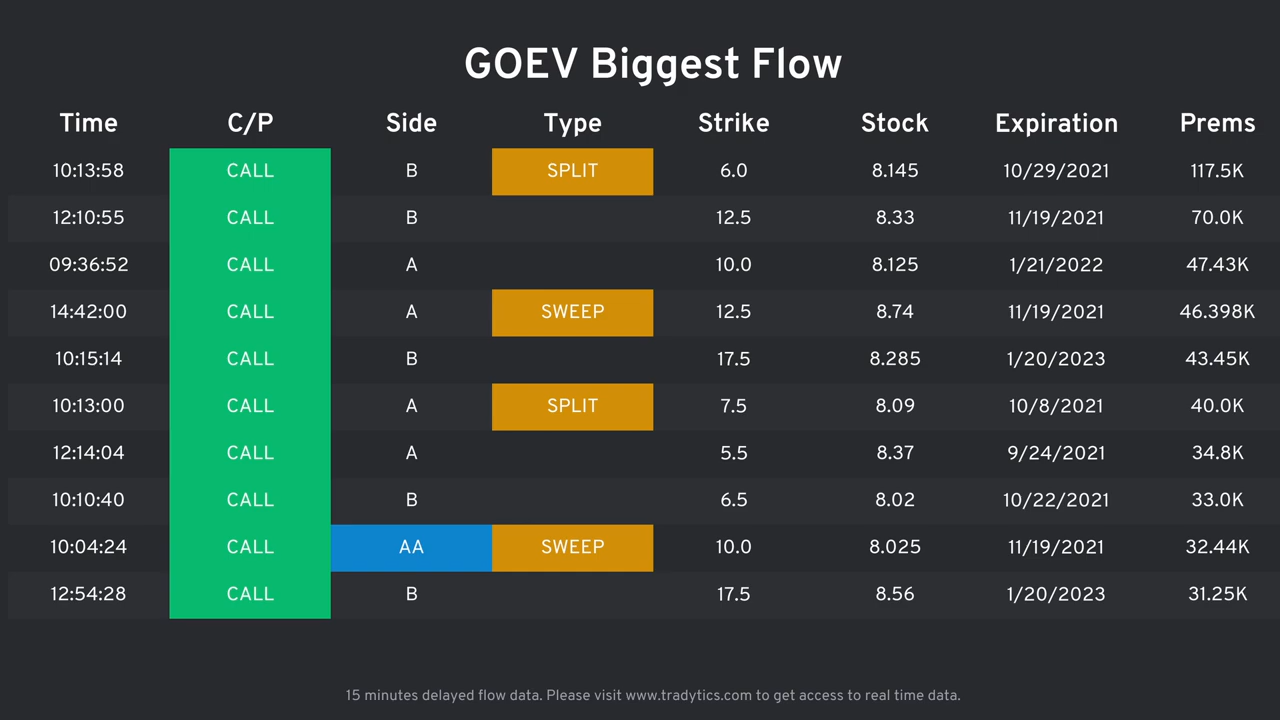 GOEV Biggest Flow
Time C/P Side Type Strike Stock Expiration Prems
10:13:58 CALL B SPLIT 6.0 8.145 10/29/2021 117.5K
12:10:55 CALL B 12.5 8.33 11/19/2021 70.0K
09:36:52 CALL A 10.0 8.125 1/21/2022 47.43K
14:42:00 CALL A SWEEP 12.5 8.74 11/19/2021 46.398K
10:15:14 CALL B 17.5 8.285 1/20/2023 43.45K
10:13:00 CALL A SPLIT 7.5 8.09 10/8/2021 40.0K
12:14:04 CALL A 5.5 8.37 9/24/2021 34.8K
10:10:40 CALL B 6.5 8.02 10/22/2021 33.0K
10:04:24 CALL AA SWEEP 10.0 8.025 11/19/2021 32.44K
12:54:28 CALL B 17.5 8.56 1/20/2023 31.25K
15 minutes delayed flow data. Please visit www.tradytics.com to get access to real time data.